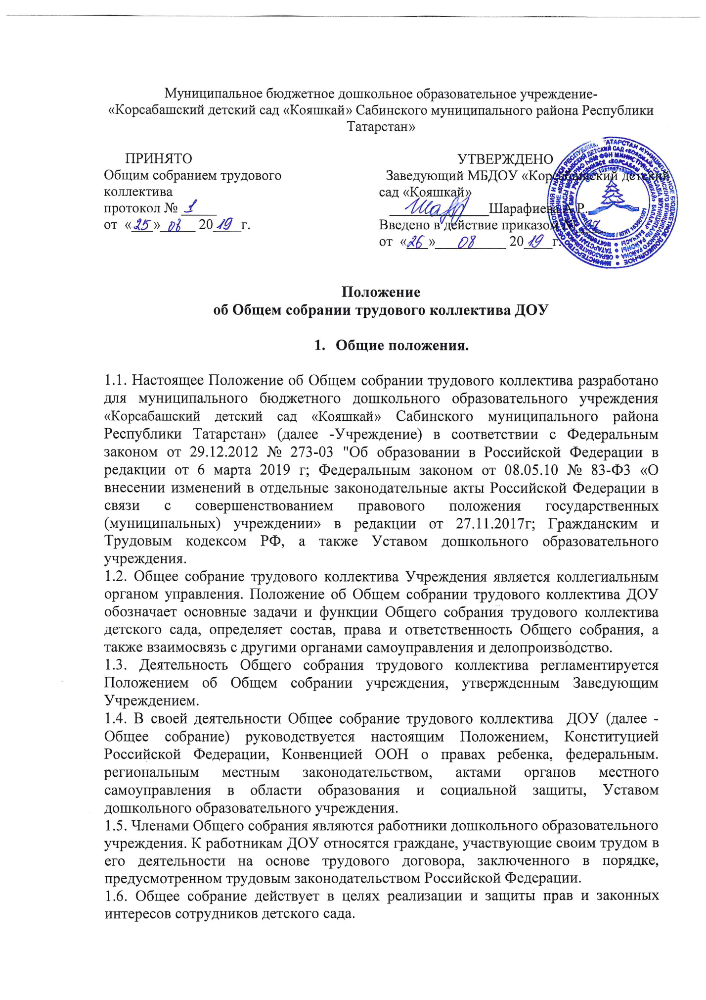 Муниципальное бюджетное дошкольное образовательное учреждение-
«Корсабашский детский сад «Кояшкай» Сабинского муниципального района Республики
Татарстан»
ПРИНЯТО
Общим собранием трудового
коллектива
протокол № 1
от «25» 08 2019г.
УТВЕРЖДЕНО
Заведующий МБДОУ «Корсабашский детский
сад «Кояшкай»
Шарафиева А.Р.
Введено в действие приказом №
от «26» 08 2019г.
Положение
об Общем собрании трудового коллектива ДОУ
1. Общие положения.
1.1. Настоящее Положение об Общем собрании трудового коллектива разработано
для муниципального бюджетного дошкольного образовательного учреждения
«Корсабашский детский сад «Кояшкай» Сабинского муниципального района
Республики Татарстан» (далее -Учреждение) в соответствии с Федеральным
законом от 29.12.2012 № 273-03 "Об образовании в Российской Федерации в
редакции от 6 марта 2019 г; Федеральным законом от 08.05.10 № 83-ФЗ «О
внесении изменений в отдельные законодательные акты Российской Федерации в
связи с совершенствованием правового положения государственных
(муниципальных) учреждении» в редакции от 27.11.2017г; Гражданским и
Трудовым кодексом РФ, а также Уставом дошкольного образовательного
учреждения.
1.2. Общее собрание трудового коллектива Учреждения является коллегиальным
органом управления. Положение об Общем собрании трудового коллектива ДОУ
обозначает основные задачи и функции Общего собрания трудового коллектива
детского сада, определяет состав, права и ответственность Общего собрания, а
также взаимосвязь с другими органами самоуправления и делопроизводство.
1.3. Деятельность Общего собрания трудового коллектива регламентируется
Положением об Общем собрании учреждения, утвержденным Заведующим
Учреждением.
1.4. В своей деятельности Общее собрание трудового коллектива ДОУ (далее -
Общее собрание) руководствуется настоящим Положением, Конституцией
Российской Федерации, Конвенцией ООН о правах ребенка, федеральным.
региональным местным законодательством, актами органов местного
самоуправления в области образования и социальной защиты, Уставом
дошкольного образовательного учреждения.
1.5. Членами Общего собрания являются работники дошкольного образовательного
учреждения. К работникам ДОУ относятся граждане, участвующие своим трудом в
его деятельности на основе трудового договора, заключенного в порядке,
предусмотренном трудовым законодательством Российской Федерации.
1.6. Общее собрание действует в целях реализации и защиты прав и законных
интересов сотрудников детского сада.